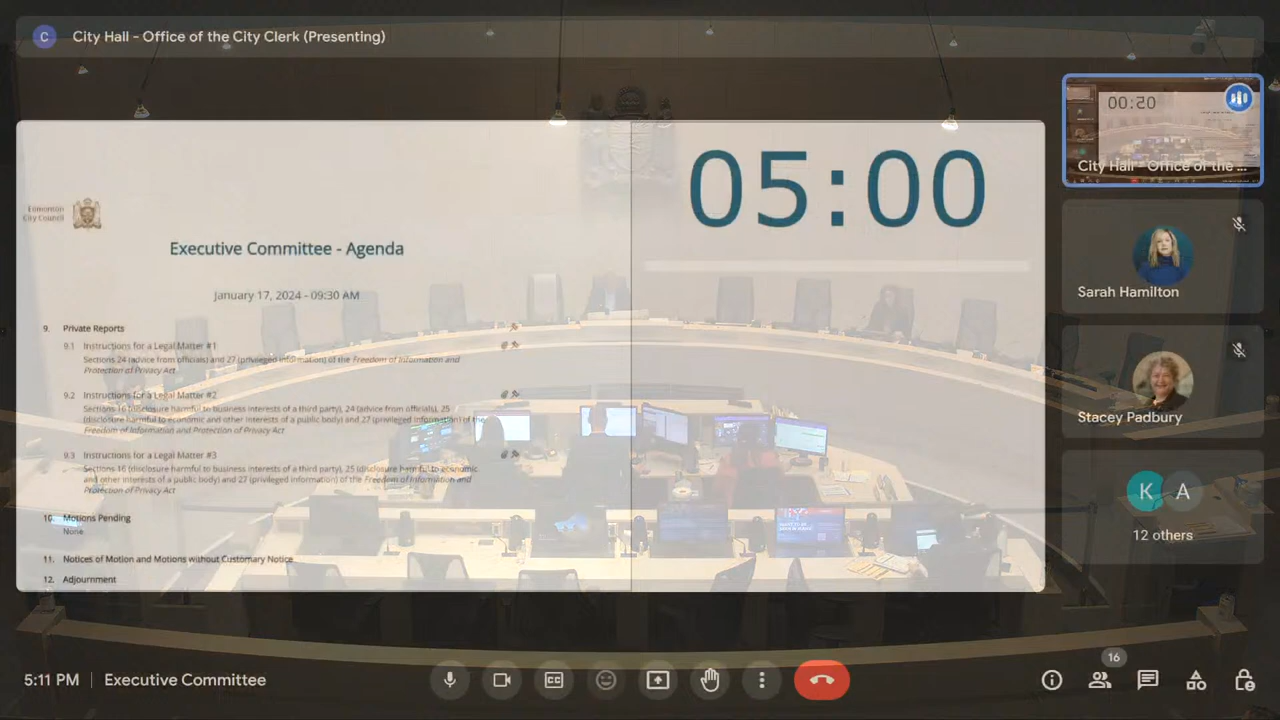 C
City Hall - Office of the City Clerk (Presenting)
Edmonton
City Council
Executive Committee - Agenda
January 17, 2024 - 09:30 AM
9. Private Reports
9.1 Instructions for a Legal Matter #1
Sections 24 (advice from officials) and 27 (privileged information) of the Freedom of Information and
Protection of Privacy Act
9.2 Instructions for a Legal Matter #2
Sections 16 (disclosure harmful to business interests of a third party), 24 (advice from officials), 25
(disclosure harmful to economic and other interests of a public body) and 27 (privileged information) of the
Freedom of Information and Protection of Privacy Act
9.3 Instructions for a Legal Matter #3
Sections 16 (disclosure harmful to business interests of a third party), 25 (disclosure harmful to economic
and other interests of a public body) and 27 (privileged information) of the Freedom of Information and
Protection of Privacy Act
10. Motions Pending
None
11. Notices of Motion and Motions without Customary Notice
12. Adjournment
05:00
05:00
City Hall - Office of the ...
Sarah Hamilton
Stacey Padbury
K A
12 others
5:11 PM | Executive Committee
CC
16